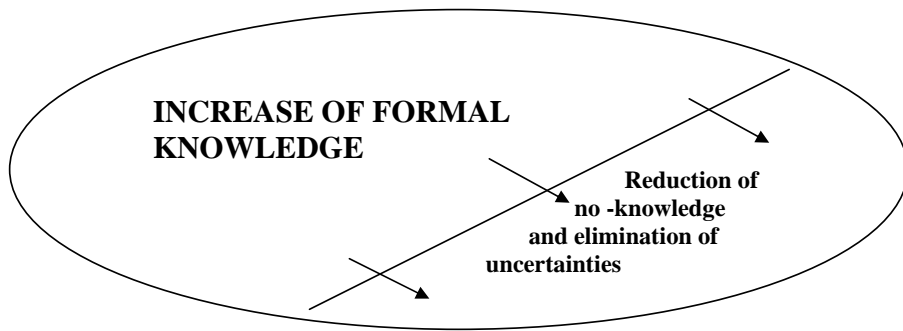 INCREASE OF FORMAL
KNOWLEDGE
Reduction of
no -knowledge
and elimination of
uncertainties